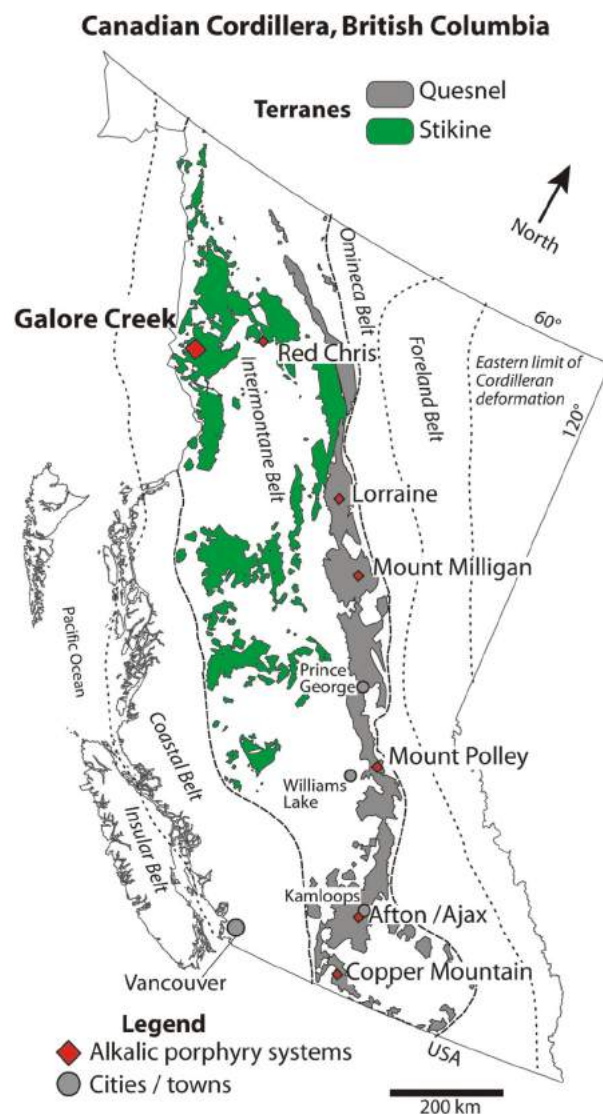 Canadian Cordillera, British Columbia
Terranes
Quesnel
Stikine
North
Omineca Belt
60°
Galore Creek
Red Chris
Intermontane Belt
Foreland Belt
Eastern limit of
Cordilleran
deformation
120°
Lorraine
Mount Milligan
Pacific Ocean
Prince
George
Coastal Belt
Mount Polley
Williams
Lake
Insular Belt
Kamloops
Afton /Ajax
Copper Mountain
Vancouver
USA
Legend
Alkalic porphyry systems
Cities / towns
200 km